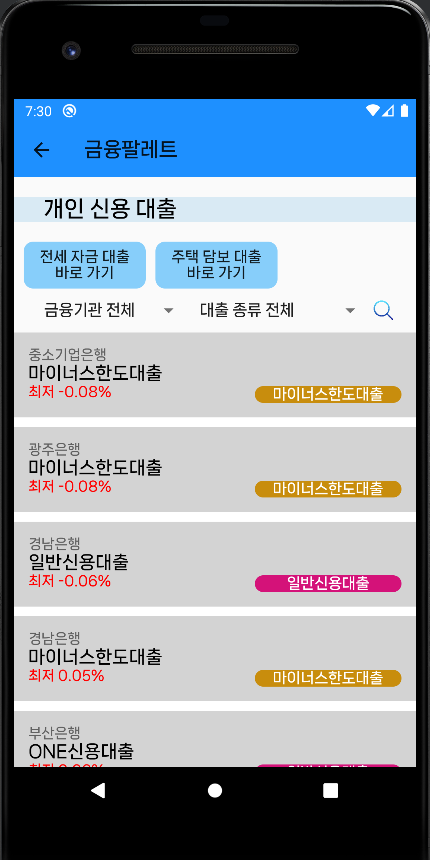 7:30
금융팔레트
개인 신용 대출
전세 자금 대출
바로 가기
주택 담보 대출
바로 가기
금융기관 전체
대출 종류 전체
중소기업은행
마이너스한도대출
최저 -0.08%
마이너스한도대출
광주은행
마이너스한도대출
최저 -0.08%
마이너스한도대출
경남은행
일반신용대출
최저 -0.06%
일반신용대출
경남은행
마이너스한도대출
최저 0.05%
마이너스한도대출
부산은행
ONE신용대출